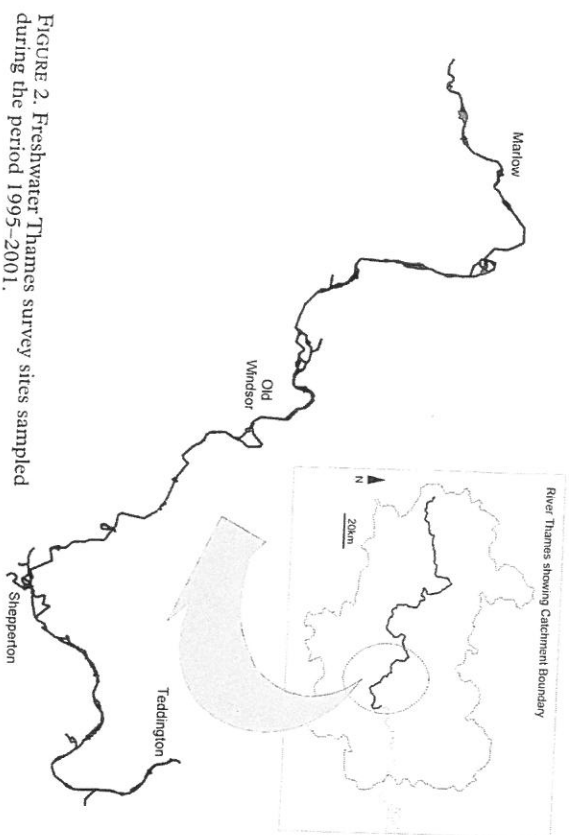 River Thames showing Catchment Boundary
N
20km
Marlow
Old
Windsor
Teddington
Shepperton
FIGURE 2. Freshwater Thames survey sites sampled
during the period 1995–2001.